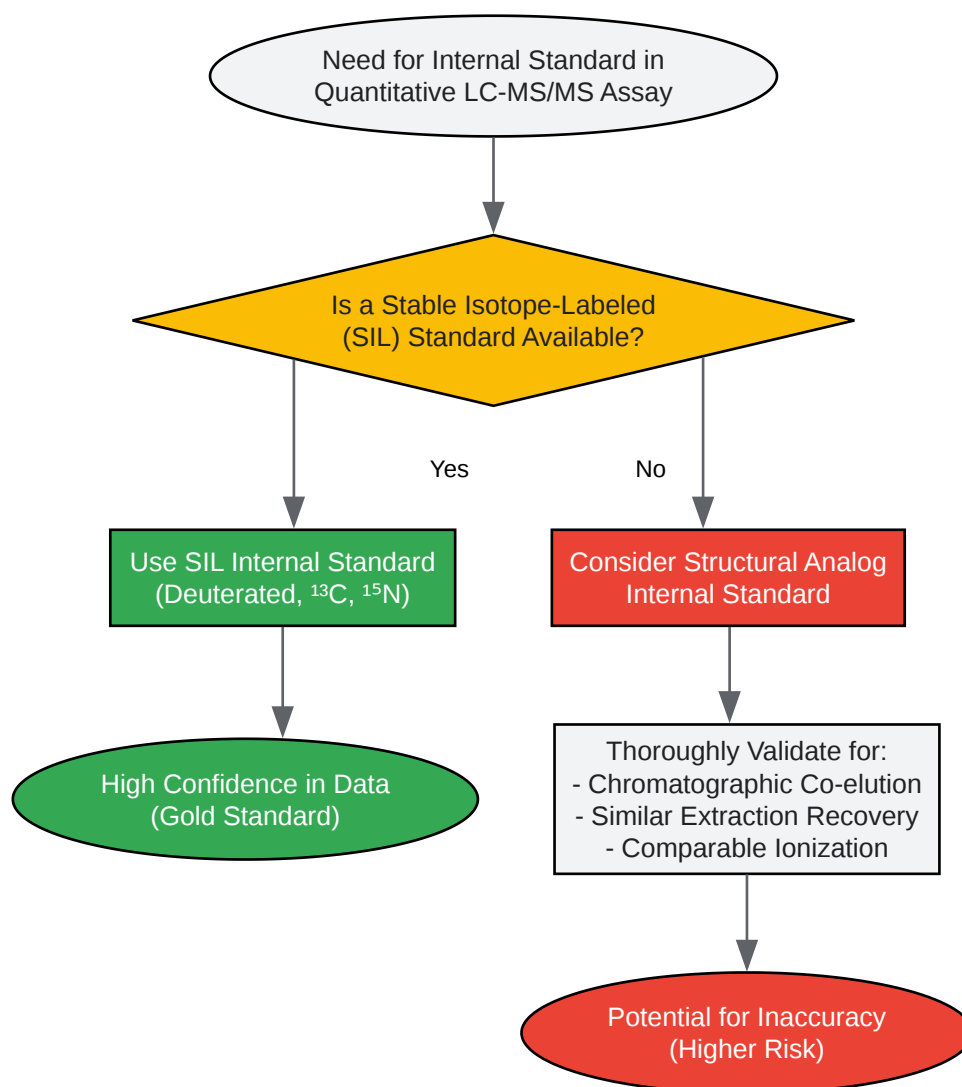 Need for Internal Standard in
Quantitative LC-MS/MS Assay
Is a Stable Isotope-Labeled
(SIL) Standard Available?
Yes
No
Use SIL Internal Standard
(Deuterated, ¹³C, ¹⁵N)
Consider Structural Analog
Internal Standard
High Confidence in Data
(Gold Standard)
Thoroughly Validate for:
- Chromatographic Co-elution
- Similar Extraction Recovery
- Comparable Ionization
Potential for Inaccuracy
(Higher Risk)